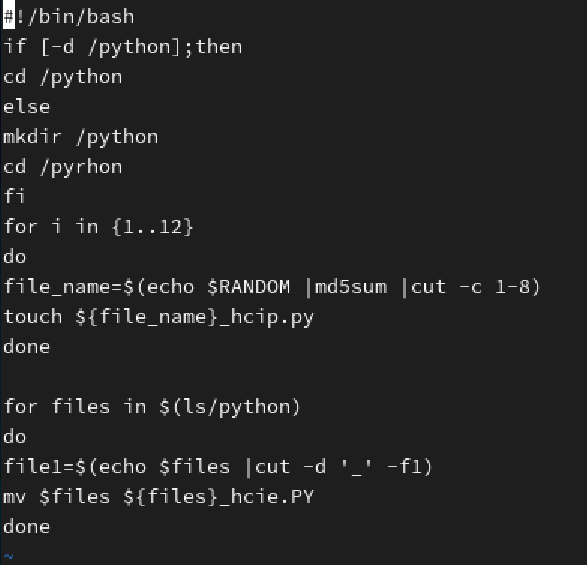 #!/bin/bash
if [-d /python];then
cd /python
else
mkdir /python
cd /pyrhon
fi
for i in {1..12}
do
file_name=$(echo $RANDOM |md5sum |cut -c 1-8)
touch ${file_name}_hcip.py
done
for files in $(ls/python)
do
file1=$(echo $files |cut -d '_' -f1)
mv $files ${files}_hcie.PY
done
~